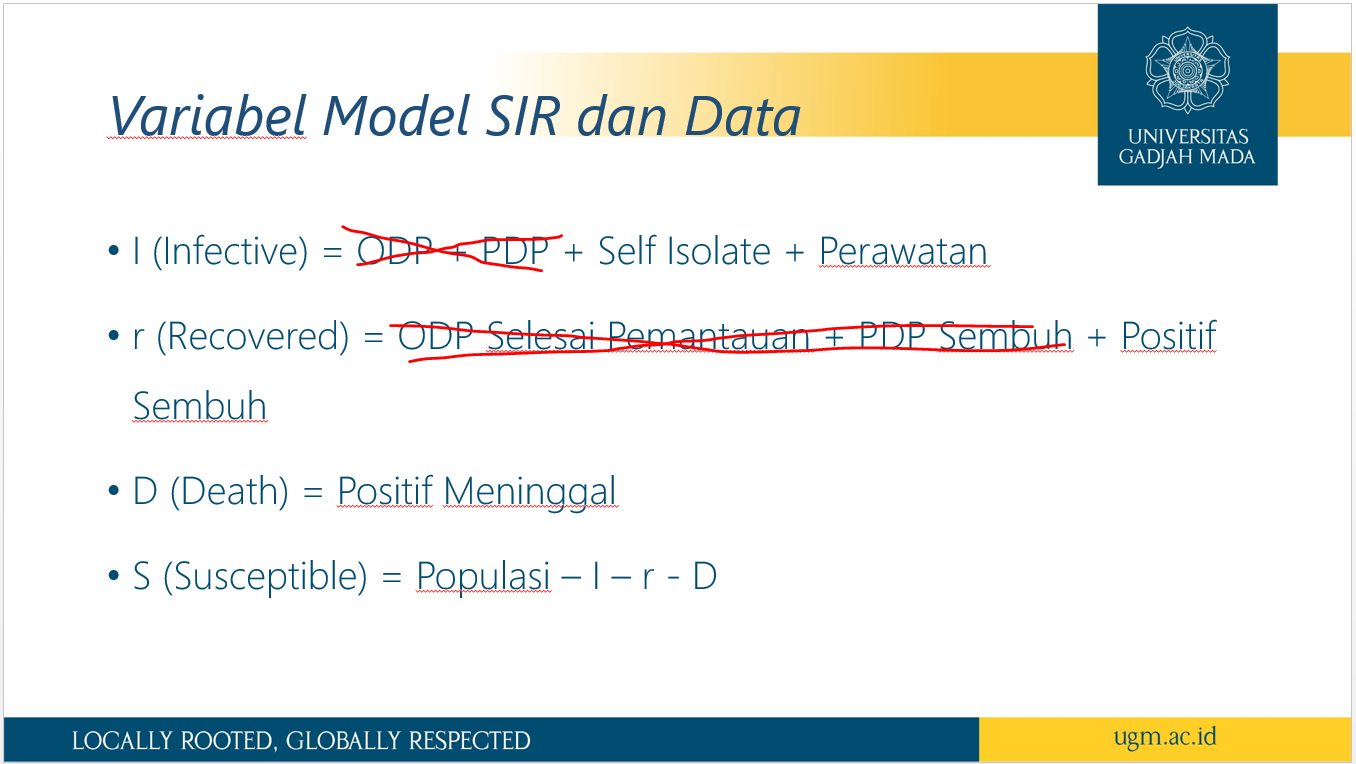 UNIVERSITAS
GADJAH MADA
Variabel Model SIR dan Data
• I (Infective) = ODP + PDP + Self Isolate + Perawatan
• r (Recovered) = ODP Selesai Pemantauan + PDP Sembuh + Positif
Sembuh
• D (Death) = Positif Meninggal
• S (Susceptible) = Populasi – I – r - D
LOCALLY ROOTED, GLOBALLY RESPECTED
ugm.ac.id